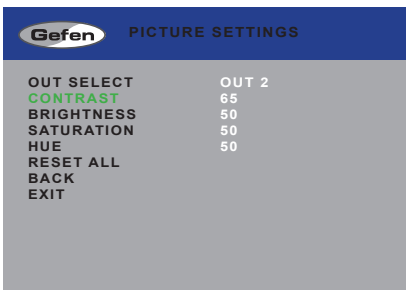 Gefen PICTURE SETTINGS
OUT SELECT OUT 2
CONTRAST 65
BRIGHTNESS 50
SATURATION 50
HUE 50
RESET ALL
BACK
EXIT